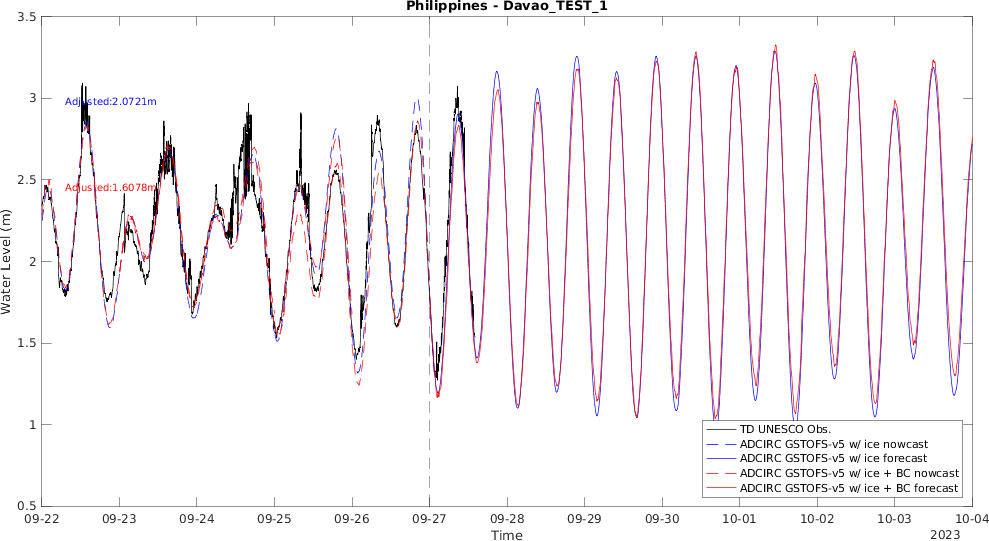 Philippines - Davao_TEST_1
3.5
3
2.5
2
1.5
1
0.5
Water Level (m)
Adjusted:2.0721m
Adjusted:1.6078m
TD UNESCO Obs.
ADCIRC GSTOFS-v5 w/ ice nowcast
ADCIRC GSTOFS-v5 w/ ice forecast
ADCIRC GSTOFS-v5 w/ ice + BC nowcast
ADCIRC GSTOFS-v5 w/ ice + BC forecast
09-22 09-23 09-24 09-25 09-26 09-27 09-28 09-29 09-30 10-01 10-02 10-03 10-04
Time
2023